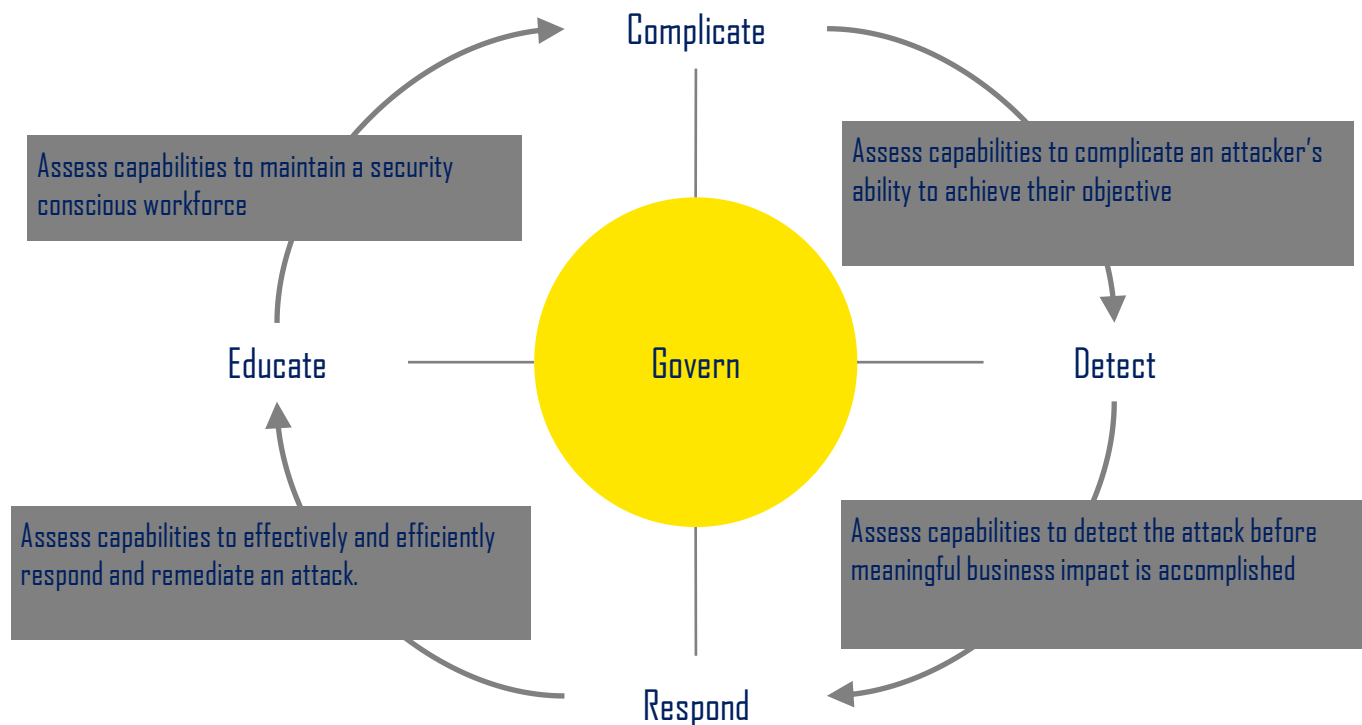 Complicate
Assess capabilities to maintain a security
conscious workforce
Assess capabilities to complicate an attacker’s
ability to achieve their objective
Educate
Govern
Detect
Assess capabilities to effectively and efficiently
respond and remediate an attack.
Assess capabilities to detect the attack before
meaningful business impact is accomplished
Respond